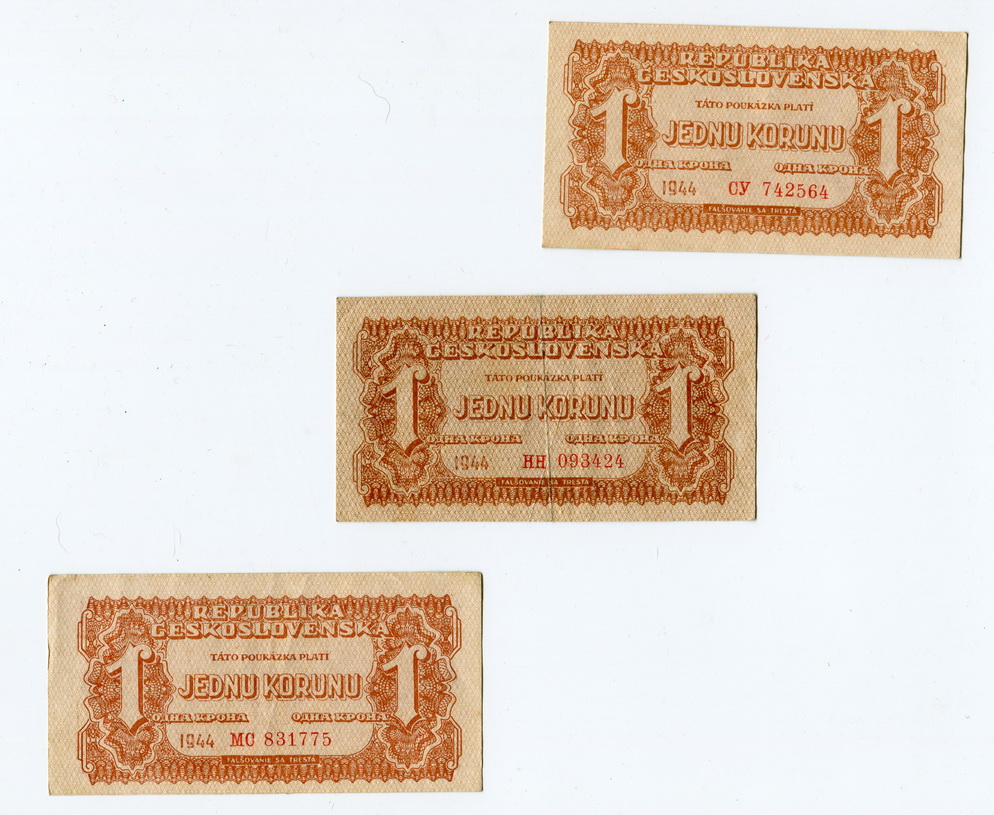 REPUBLIKA
ČESKOSLOVENSKÁ
TÁTO POUKÁZKA PLATÍ
1 JEDNU KORUNU 1
ОДНА КРОНА ОДНА КРОНА
1944 СУ 742564
FALŠOVANIE SA TRESTÁ
REPUBLIKA
ČESKOSLOVENSKÁ
TÁTO POUKÁZKA PLATÍ
1 JEDNU KORUNU 1
ОДНА КРОНА ОДНА КРОНА
1944 НН 093424
FALŠOVANIE SA TRESTÁ
REPUBLIKA
ČESKOSLOVENSKÁ
TÁTO POUKÁZKA PLATÍ
1 JEDNU KORUNU 1
ОДНА КРОНА ОДНА КРОНА
1944 МС 831775
FALŠOVANIE SA TRESTÁ